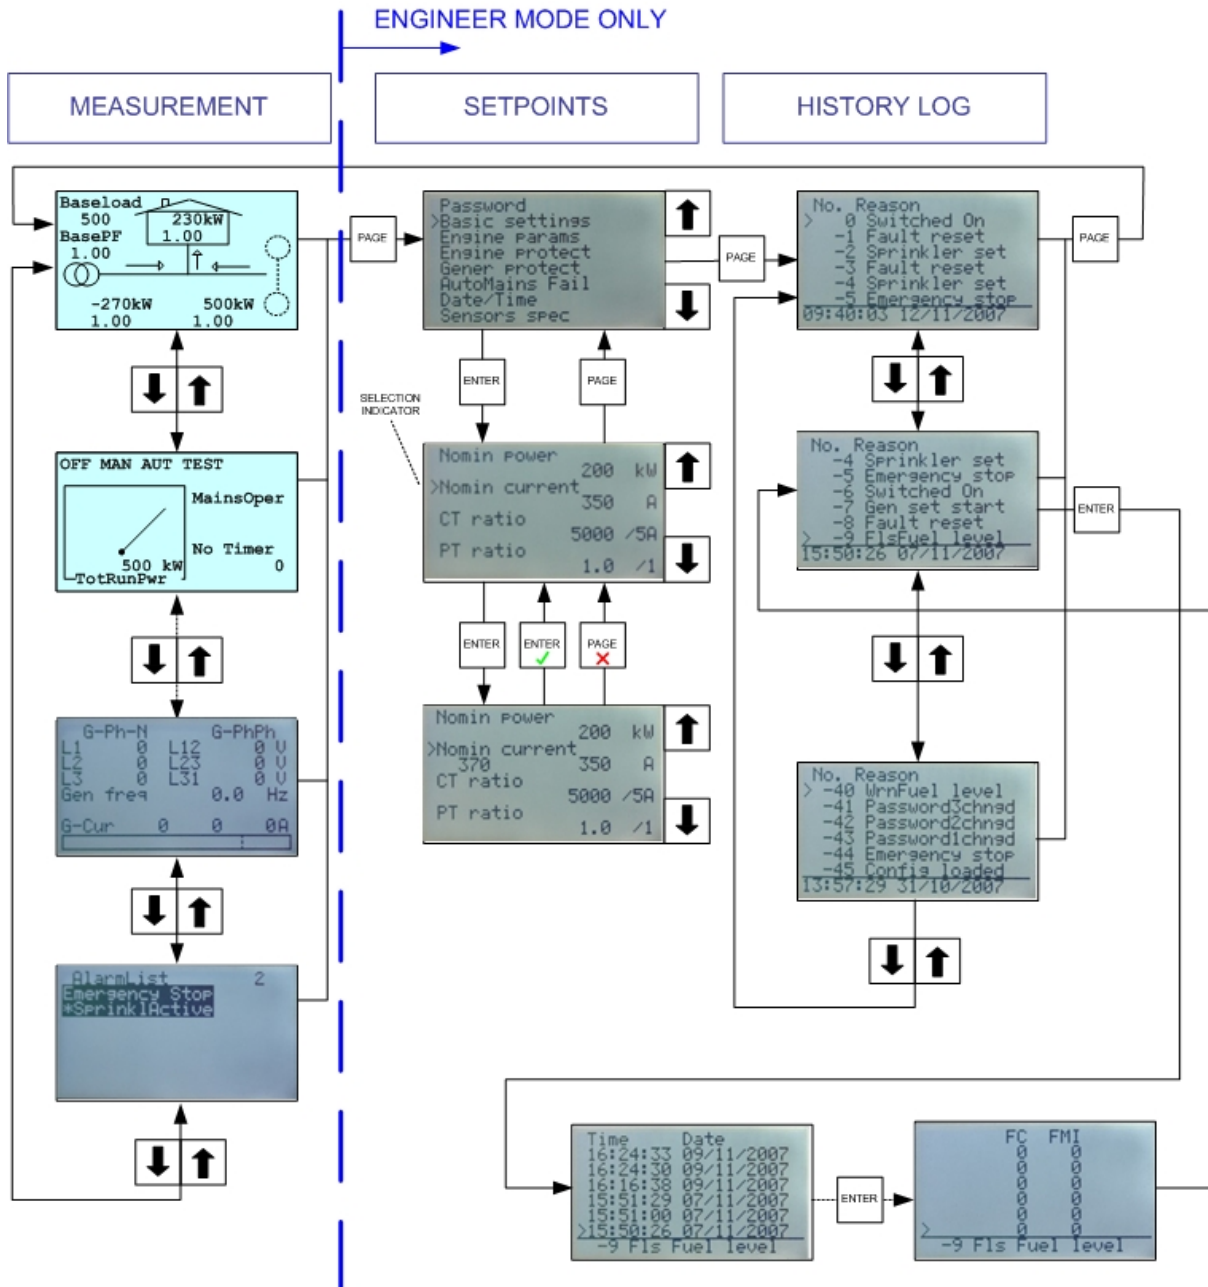 ENGINEER MODE ONLY
MEASUREMENT
SETPOINTS
HISTORY LOG
Baseload
500 230kW
BasePF 1.00
1.00
-270kW 500kW
1.00 1.00
OFF MAN AUT TEST
MainsOper
No Timer
500 kW 0
TotRunPwr
G-Ph-N G-PhPh
L1 0 L12 0 V
L2 0 L23 0 V
L3 0 L31 0 V
Gen freq 0.0 Hz
G-Cur 0 0 0A
AlarmList 2
Emergency Stop
*SprinklActive
PAGE
Password
>Basic settings
Engine params
Engine protect
Gener protect
AutoMains Fail
Date/Time
Sensors spec
ENTER
PAGE
SELECTION
INDICATOR
Nomin power
200 kW
>Nomin current
350 A
CT ratio
5000 /5A
PT ratio
1.0 /1
ENTER
ENTER
PAGE
Nomin power
200 kW
>Nomin current
370 350 A
CT ratio
5000 /5A
PT ratio
1.0 /1
PAGE
No. Reason
> 0 Switched On
-1 Fault reset
-2 Sprinkler set
-3 Fault reset
-4 Sprinkler set
-5 Emergency stop
09:40:03 12/11/2007
PAGE
No. Reason
-4 Sprinkler set
-5 Emergency stop
-6 Switched On
-7 Gen set start
-8 Fault reset
> -9 FlsFuel level
15:50:26 07/11/2007
ENTER
No. Reason
> -40 WrnFuel level
-41 Password3chngd
-42 Password2chngd
-43 Password1chngd
-44 Emergency stop
-45 Config loaded
13:57:29 31/10/2007
Time Date
16:24:33 09/11/2007
16:24:30 09/11/2007
16:16:38 09/11/2007
15:51:29 07/11/2007
15:51:00 07/11/2007
>15:50:26 07/11/2007
-9 Fls Fuel level
ENTER
FC FMI
0 0
0 0
0 0
0 0
0 0
> 0 0
-9 Fls Fuel level